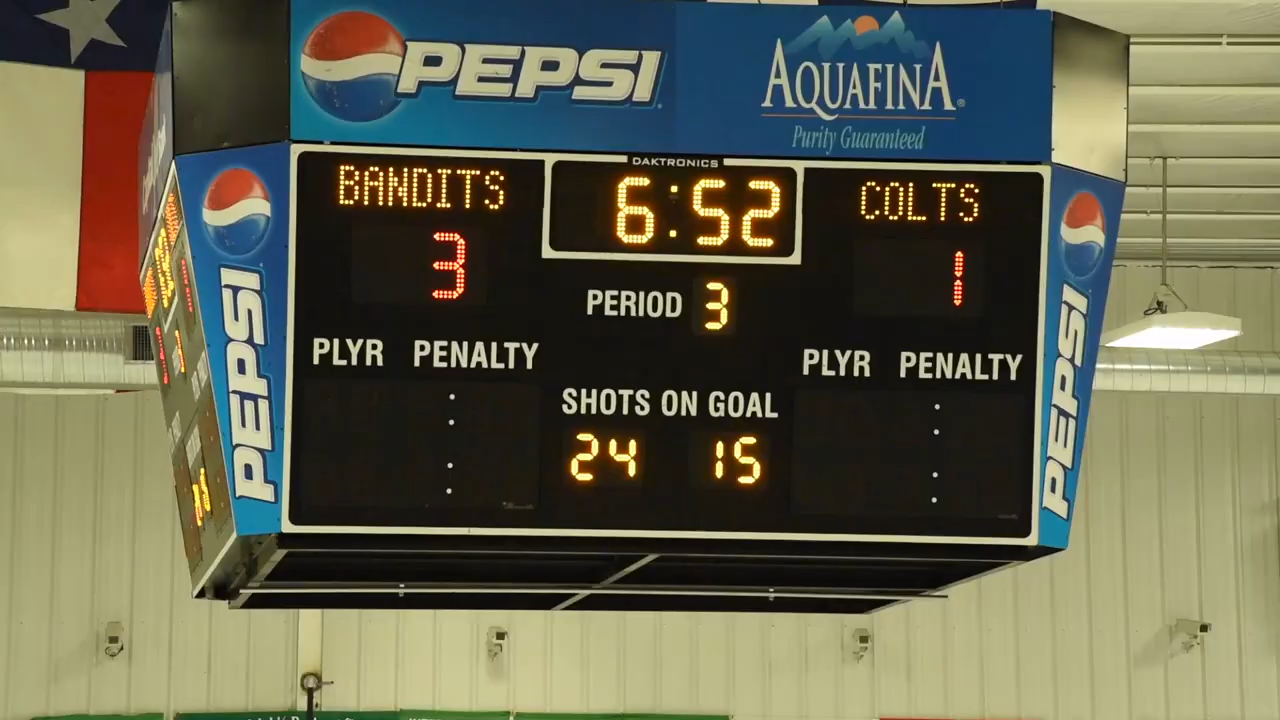 PEPSI
AQUAFINA
Purity Guaranteed
DAKTRONICS
BANDITS 6:52 COLTS
3 1
PERIOD 3
PLYR PENALTY PLYR PENALTY
SHOTS ON GOAL
24 15
PEPSI
PEPSI